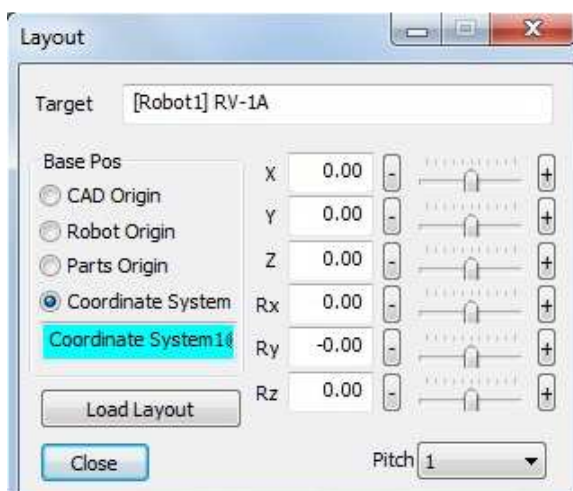 Layout
Target [Robot1] RV-1A
Base Pos
CAD Origin
Robot Origin
Parts Origin
Coordinate System
Coordinate System1
Load Layout
Close
X 0.00 - +
Y 0.00 - +
Z 0.00 - +
Rx 0.00 - +
Ry -0.00 - +
Rz 0.00 - +
Pitch 1